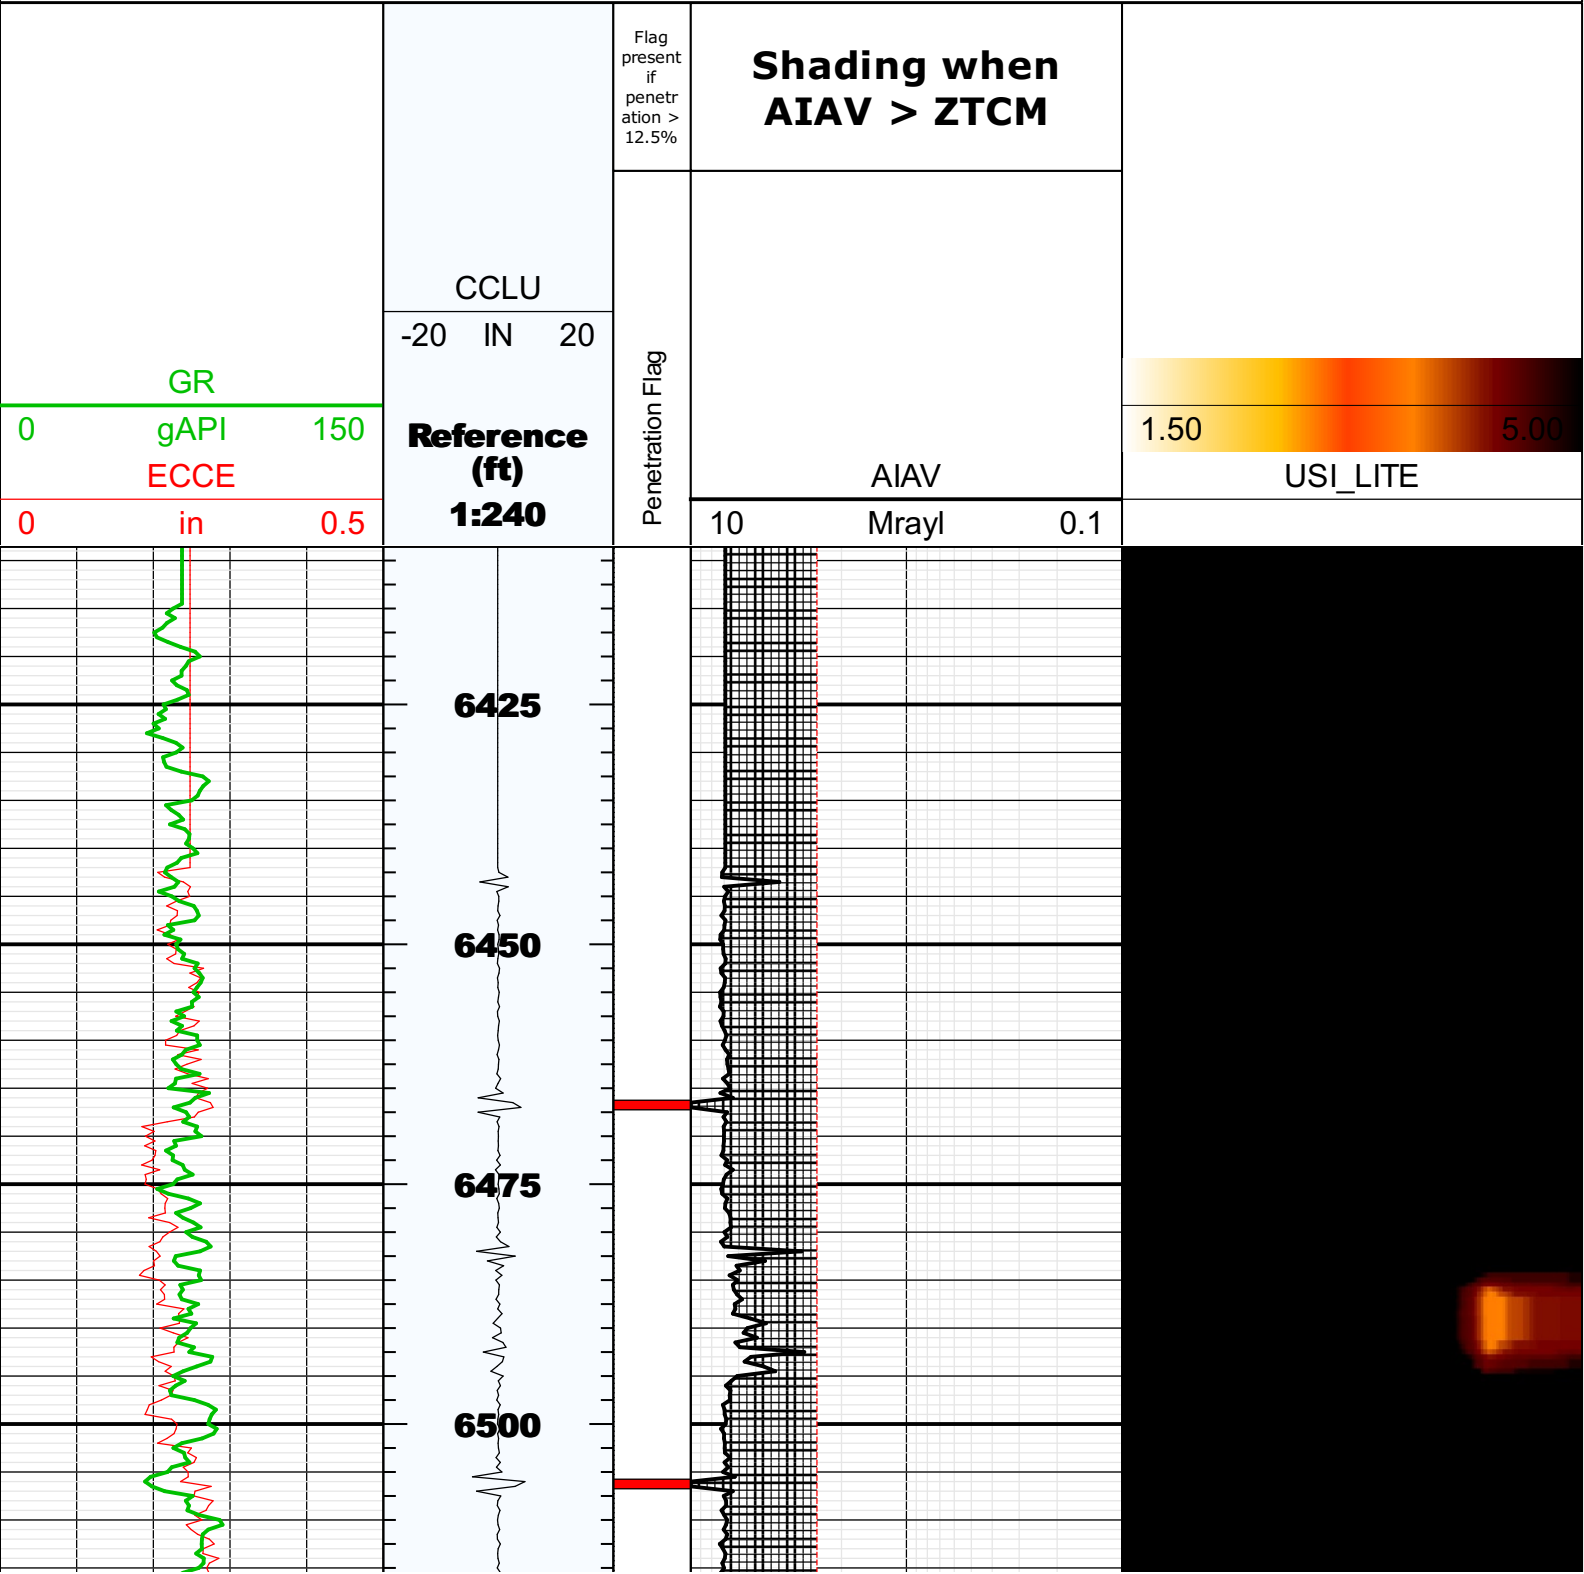 Flag
present
if
penetr
ation >
12.5%
Shading when
AIAV > ZTCM
CCLU
-20 IN 20
GR
0 gAPI 150
ECCE
0 in 0.5
Reference
(ft)
1:240
Penetration Flag
AIAV
10 Mrayl 0.1
1.50 5.00
USI_LITE
6425
6450
6475
6500